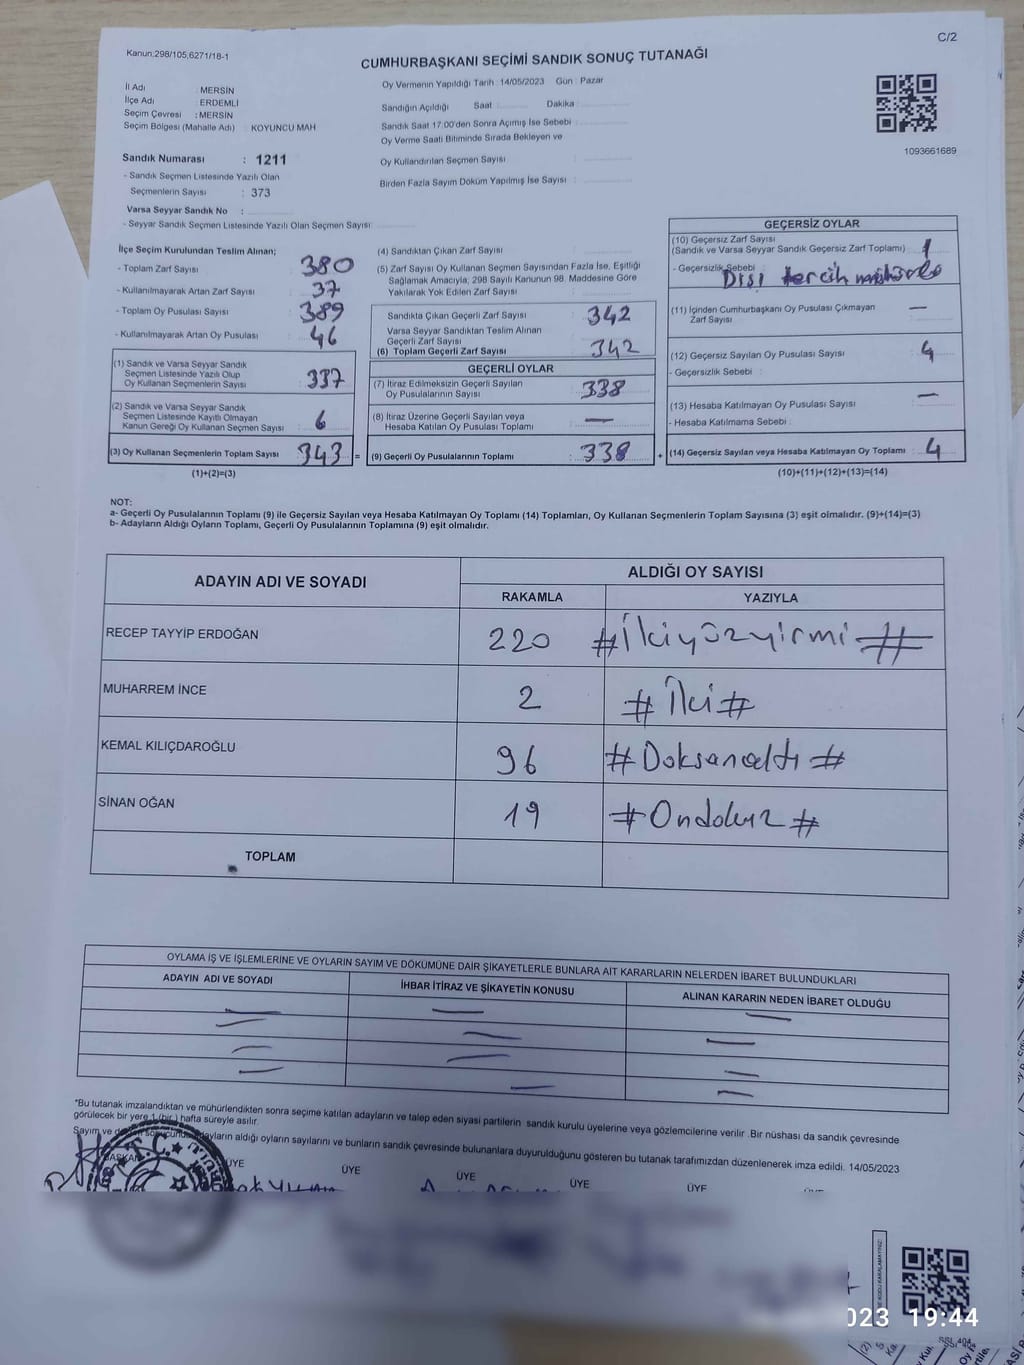 C/2
Kanun:298/105,6271/18-1
CUMHURBAŞKANI SEÇİMİ SANDIK SONUÇ TUTANAĞI
İl Adı : MERSİN
İlçe Adı : ERDEMLİ
Seçim Çevresi : MERSİN
Seçim Bölgesi (Mahalle Adı) : KOYUNCU MAH
Sandık Numarası : 1211
- Sandık Seçmen Listesinde Yazılı Olan
Seçmenlerin Sayısı : 373
Varsa Seyyar Sandık No :
- Seyyar Sandık Seçmen Listesinde Yazılı Olan Seçmen Sayısı:
Oy Vermenin Yapıldığı Tarih : 14/05/2023 Gün : Pazar
Sandığın Açıldığı Saat : Dakika :
Sandık Saat 17:00'den Sonra Açılmış İse Sebebi :
Oy Verme Saati Bitiminde Sırada Bekleyen ve
Oy Kullandırılan Seçmen Sayısı :
Birden Fazla Sayım Döküm Yapılmış İse Sayısı :
1093661689
İlçe Seçim Kurulundan Teslim Alınan;
- Toplam Zarf Sayısı : 380
- Kullanılmayarak Artan Zarf Sayısı : 37
- Toplam Oy Pusulası Sayısı : 389
- Kullanılmayarak Artan Oy Pusulası : 46
(1) Sandık ve Varsa Seyyar Sandık
Seçmen Listesinde Yazılı Olup
Oy Kullanan Seçmenlerin Sayısı : 337
(2) Sandık ve Varsa Seyyar Sandık
Seçmen Listesinde Kayıtlı Olmayan
Kanun Gereği Oy Kullanan Seçmen Sayısı : 6
(3) Oy Kullanan Seçmenlerin Toplam Sayısı : 343 =
(1)+(2)=(3)
(4) Sandıktan Çıkan Zarf Sayısı :
(5) Zarf Sayısı Oy Kullanan Seçmen Sayısından Fazla İse, Eşitliği
Sağlamak Amacıyla, 298 Sayılı Kanunun 98. Maddesine Göre
Yakılarak Yok Edilen Zarf Sayısı :
Sandıkta Çıkan Geçerli Zarf Sayısı : 342
Varsa Seyyar Sandıktan Teslim Alınan
Geçerli Zarf Sayısı :
(6) Toplam Geçerli Zarf Sayısı : 342
GEÇERLİ OYLAR
(7) İtiraz Edilmeksizin Geçerli Sayılan
Oy Pusulalarının Sayısı : 338
(8) İtiraz Üzerine Geçerli Sayılan veya
Hesaba Katılan Oy Pusulası Toplamı : —
(9) Geçerli Oy Pusulalarının Toplamı : 338 +
GEÇERSİZ OYLAR
(10) Geçersiz Zarf Sayısı
(Sandık ve Varsa Seyyar Sandık Geçersiz Zarf Toplamı) : 1
- Geçersizlik Sebebi : Dışı tercih mühürlü
(11) İçinden Cumhurbaşkanı Oy Pusulası Çıkmayan
Zarf Sayısı : —
(12) Geçersiz Sayılan Oy Pusulası Sayısı : 4
- Geçersizlik Sebebi :
(13) Hesaba Katılmayan Oy Pusulası Sayısı : —
- Hesaba Katılmama Sebebi :
(14) Geçersiz Sayılan veya Hesaba Katılmayan Oy Toplamı : 4
(10)+(11)+(12)+(13)=(14)
NOT:
a- Geçerli Oy Pusulalarının Toplamı (9) ile Geçersiz Sayılan veya Hesaba Katılmayan Oy Toplamı (14) Toplamları, Oy Kullanan Seçmenlerin Toplam Sayısına (3) eşit olmalıdır. (9)+(14)=(3)
b- Adayların Aldığı Oyların Toplamı, Geçerli Oy Pusulalarının Toplamına (9) eşit olmalıdır.
ADAYIN ADI VE SOYADI
ALDIĞI OY SAYISI
RAKAMLA YAZIYLA
RECEP TAYYİP ERDOĞAN 220 #İkiyüzyirmi#
MUHARREM İNCE 2 #İki#
KEMAL KILIÇDAROĞLU 96 #Doksanaltı#
SİNAN OĞAN 19 #Ondokuz#
TOPLAM
OYLAMA İŞ VE İŞLEMLERİNE VE OYLARIN SAYIM VE DÖKÜMÜNE DAİR ŞİKAYETLERLE BUNLARA AİT KARARLARIN NELERDEN İBARET BULUNDUKLARI
ADAYIN ADI VE SOYADI İHBAR İTİRAZ VE ŞİKAYETİN KONUSU ALINAN KARARIN NEDEN İBARET OLDUĞU
*Bu tutanak imzalandıktan ve mühürlendikten sonra seçime katılan adayların ve talep eden siyasi partilerin sandık kurulu üyelerine veya gözlemcilerine verilir .Bir nüshası da sandık çevresinde
görülecek bir yere 1 (bir ) hafta süreyle asılır.
Sayım ve adayların aldığı oyların sayılarını ve bunların sandık çevresinde bulunanlara duyurulduğunu gösteren bu tutanak tarafımızdan düzenlenerek imza edildi. 14/05/2023
BAŞKAN ÜYE ÜYE ÜYE ÜYE ÜYE
T.C.
023 19:44